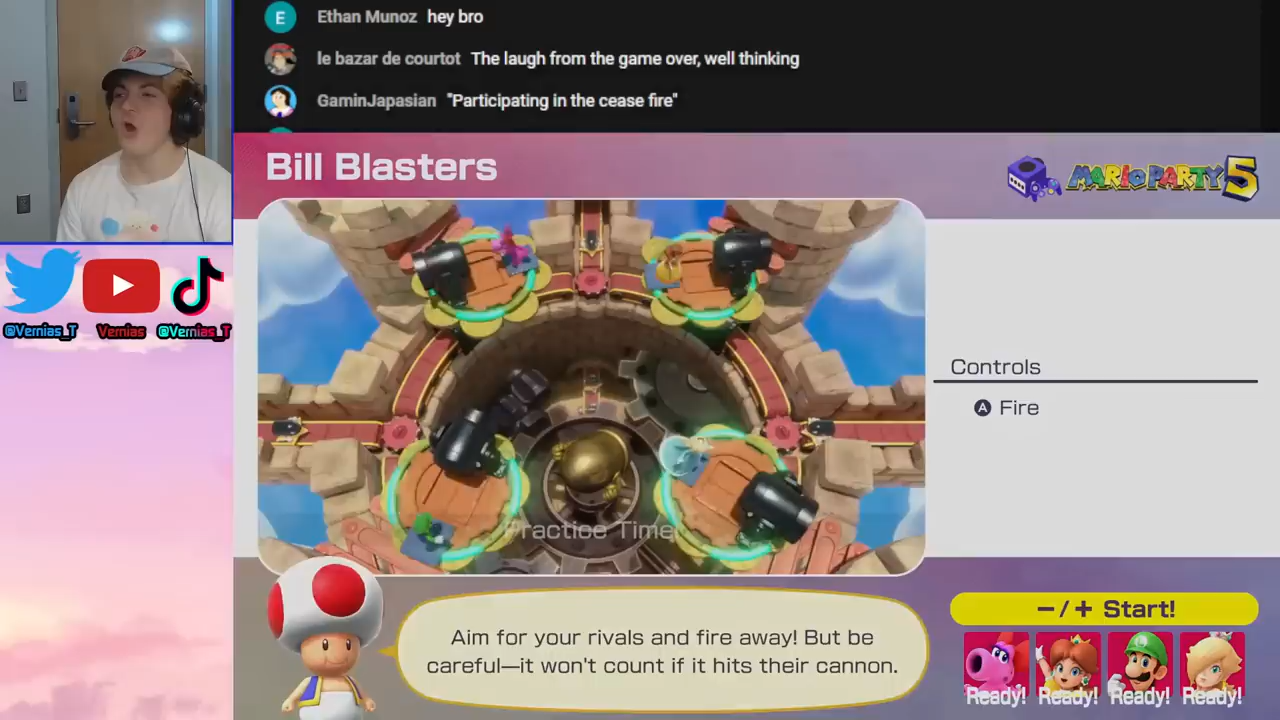 Ethan Munoz hey bro
le bazar de courtot The laugh from the game over, well thinking
GaminJapasian "Participating in the cease fire"
Bill Blasters
MARIO PARTY 5
@Vernias_T Vernias @Vernias_T
Controls
A Fire
Practice Time
Aim for your rivals and fire away! But be
careful—it won't count if it hits their cannon.
−/+ Start!
Ready! Ready! Ready! Ready!